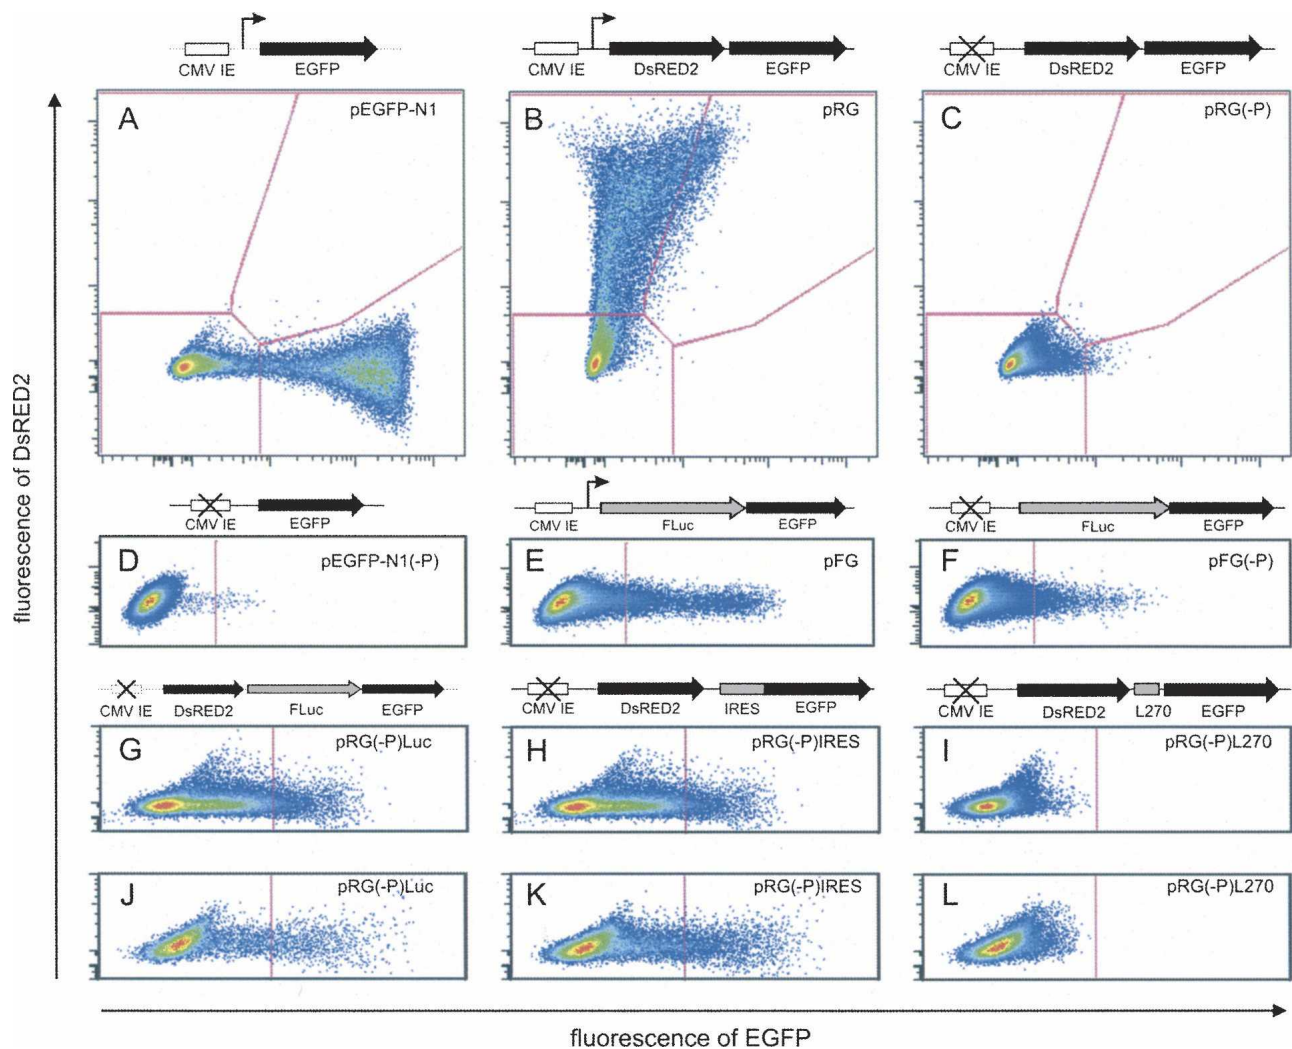 CMV IE EGFP
CMV IE DsRED2 EGFP
CMV IE DsRED2 EGFP
A pEGFP-N1
B pRG
C pRG(-P)
fluorescence of DsRED2
CMV IE EGFP
CMV IE FLuc EGFP
CMV IE FLuc EGFP
D pEGFP-N1(-P)
E pFG
F pFG(-P)
CMV IE DsRED2 FLuc EGFP
CMV IE DsRED2 IRES EGFP
CMV IE DsRED2 L270 EGFP
G pRG(-P)Luc
H pRG(-P)IRES
I pRG(-P)L270
J pRG(-P)Luc
K pRG(-P)IRES
L pRG(-P)L270
fluorescence of EGFP